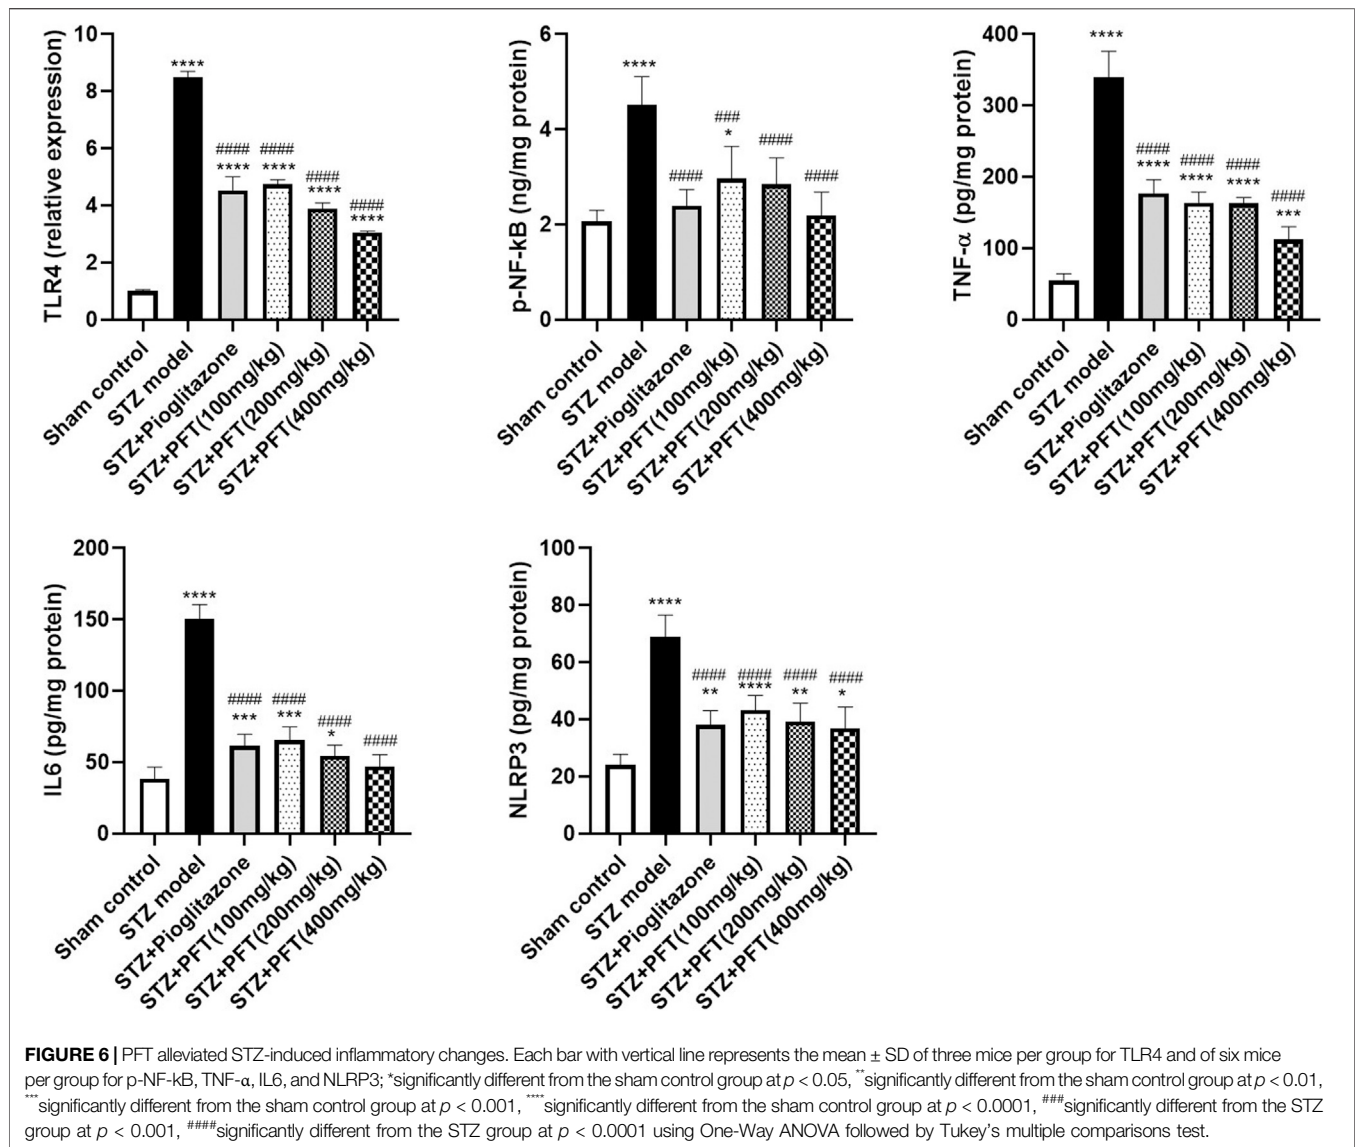 TLR4 (relative expression)
10
8
6
4
2
0
****
####
****
####
****
####
****
####
****
Sham control
STZ model
STZ+Pioglitazone
STZ+PFT(100mg/kg)
STZ+PFT(200mg/kg)
STZ+PFT(400mg/kg)
p-NF-kB (ng/mg protein)
6
4
2
0
****
####
###
*
####
####
Sham control
STZ model
STZ+Pioglitazone
STZ+PFT(100mg/kg)
STZ+PFT(200mg/kg)
STZ+PFT(400mg/kg)
TNF-α (pg/mg protein)
400
300
200
100
0
****
####
****
####
****
####
****
####
***
Sham control
STZ model
STZ+Pioglitazone
STZ+PFT(100mg/kg)
STZ+PFT(200mg/kg)
STZ+PFT(400mg/kg)
IL6 (pg/mg protein)
200
150
100
50
0
****
####
***
####
***
####
*
####
Sham control
STZ model
STZ+Pioglitazone
STZ+PFT(100mg/kg)
STZ+PFT(200mg/kg)
STZ+PFT(400mg/kg)
NLRP3 (pg/mg protein)
100
80
60
40
20
0
****
####
**
####
****
####
**
####
*
Sham control
STZ model
STZ+Pioglitazone
STZ+PFT(100mg/kg)
STZ+PFT(200mg/kg)
STZ+PFT(400mg/kg)
FIGURE 6 | PFT alleviated STZ-induced inflammatory changes. Each bar with vertical line represents the mean ± SD of three mice per group for TLR4 and of six mice
per group for p-NF-kB, TNF-α, IL6, and NLRP3; *significantly different from the sham control group at p < 0.05, **significantly different from the sham control group at p < 0.01,
***significantly different from the sham control group at p < 0.001, ****significantly different from the sham control group at p < 0.0001, ###significantly different from the STZ
group at p < 0.001, ####significantly different from the STZ group at p < 0.0001 using One-Way ANOVA followed by Tukey's multiple comparisons test.